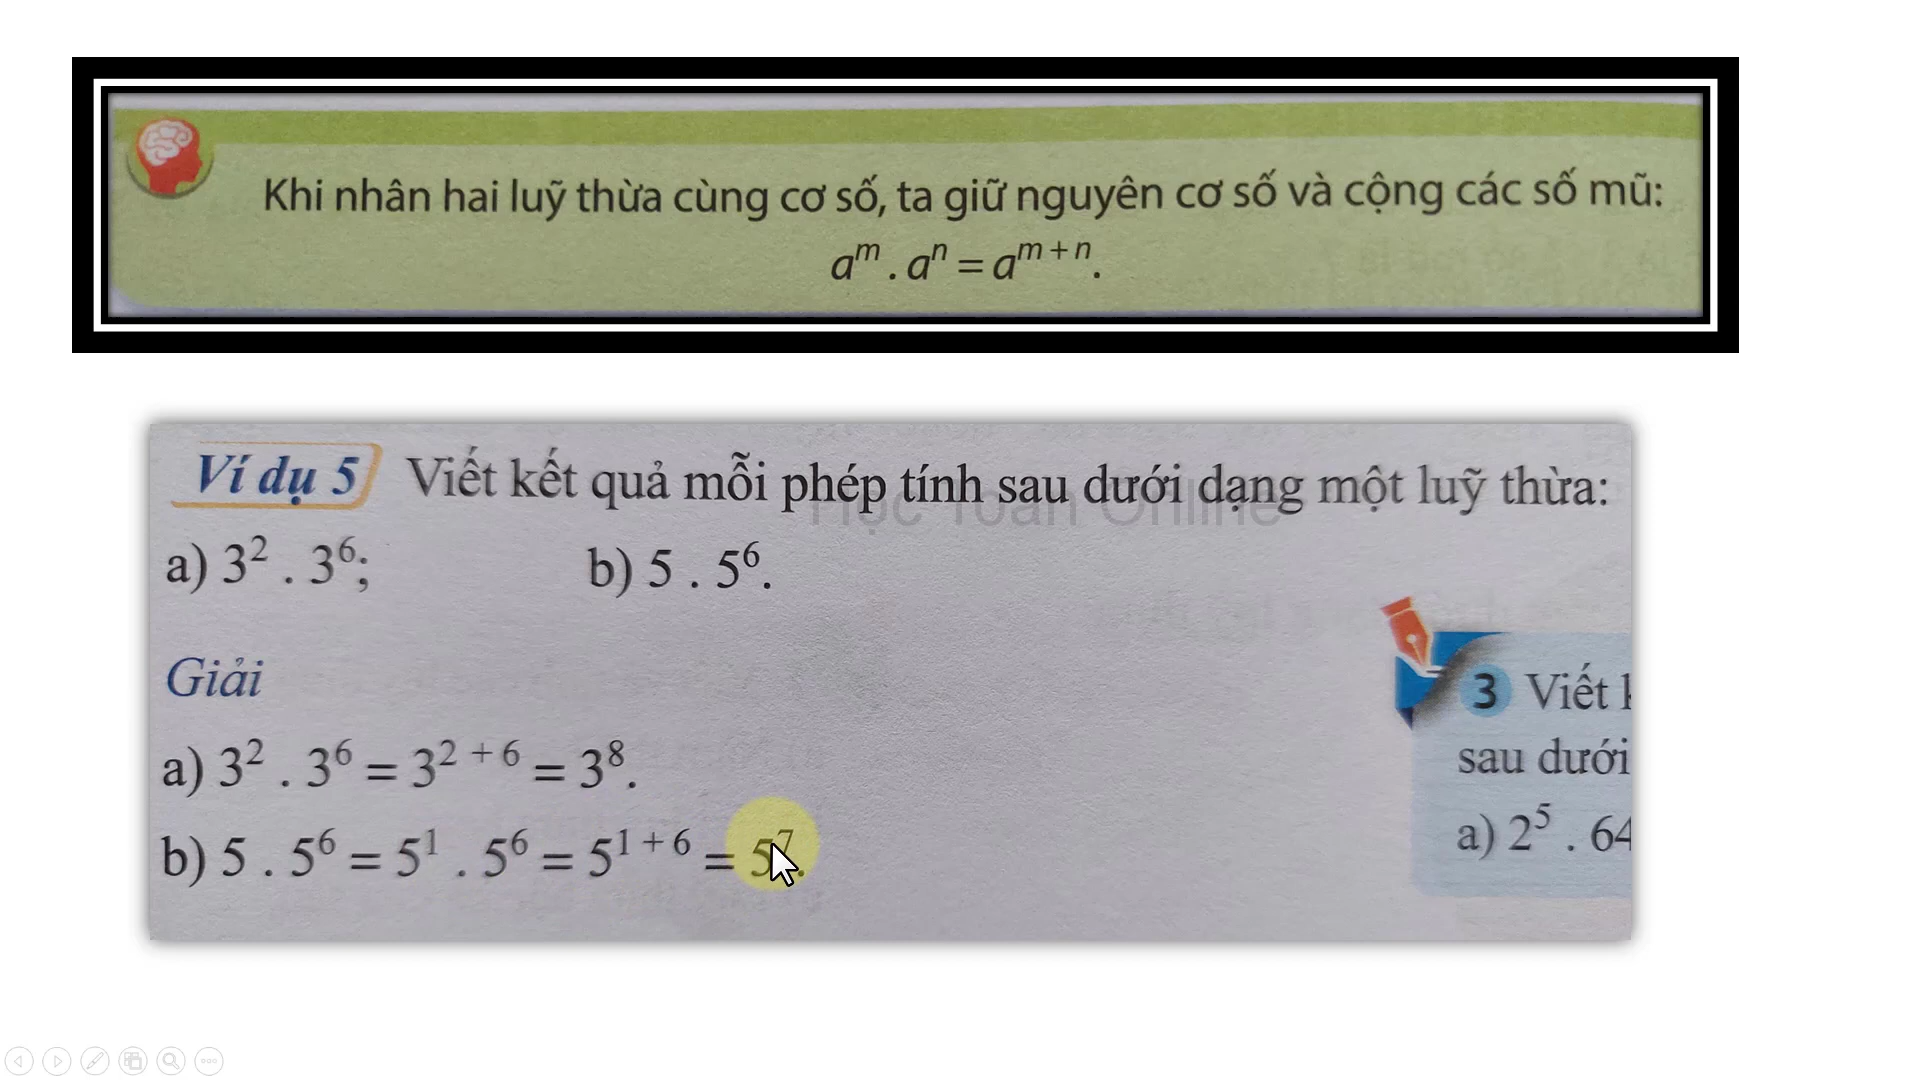 Khi nhân hai luỹ thừa cùng cơ số, ta giữ nguyên cơ số và cộng các số mũ:
aᵐ . aⁿ = aᵐ⁺ⁿ.
Ví dụ 5 Viết kết quả mỗi phép tính sau dưới dạng một luỹ thừa:
Học Toán Online
a) 3² . 3⁶; b) 5 . 5⁶.
Giải
a) 3² . 3⁶ = 3²⁺⁶ = 3⁸.
b) 5 . 5⁶ = 5¹ . 5⁶ = 5¹⁺⁶ = 5⁷.
3 Viết
sau dưới
a) 2⁵ . 64